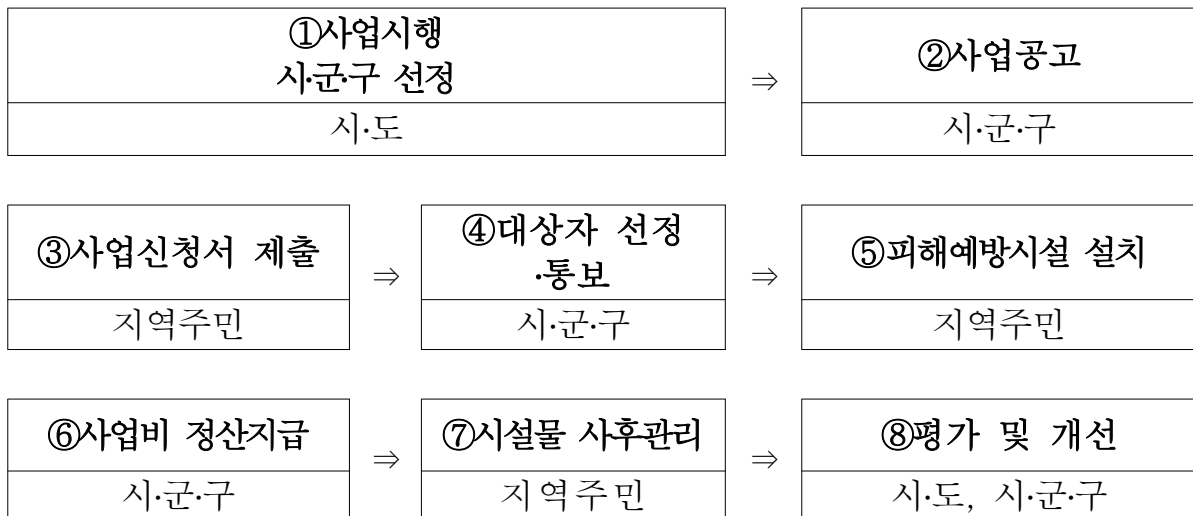 ①사업시행
시·군·구 선정
⇒
②사업공고
시·도
시·군·구
③사업신청서 제출
⇒
④대상자 선정
·통보
⇒
⑤피해예방시설 설치
지역주민
시·군·구
지역주민
⑥사업비 정산지급
⇒
⑦시설물 사후관리
⇒
⑧평가 및 개선
시·군·구
지역주민
시·도, 시·군·구